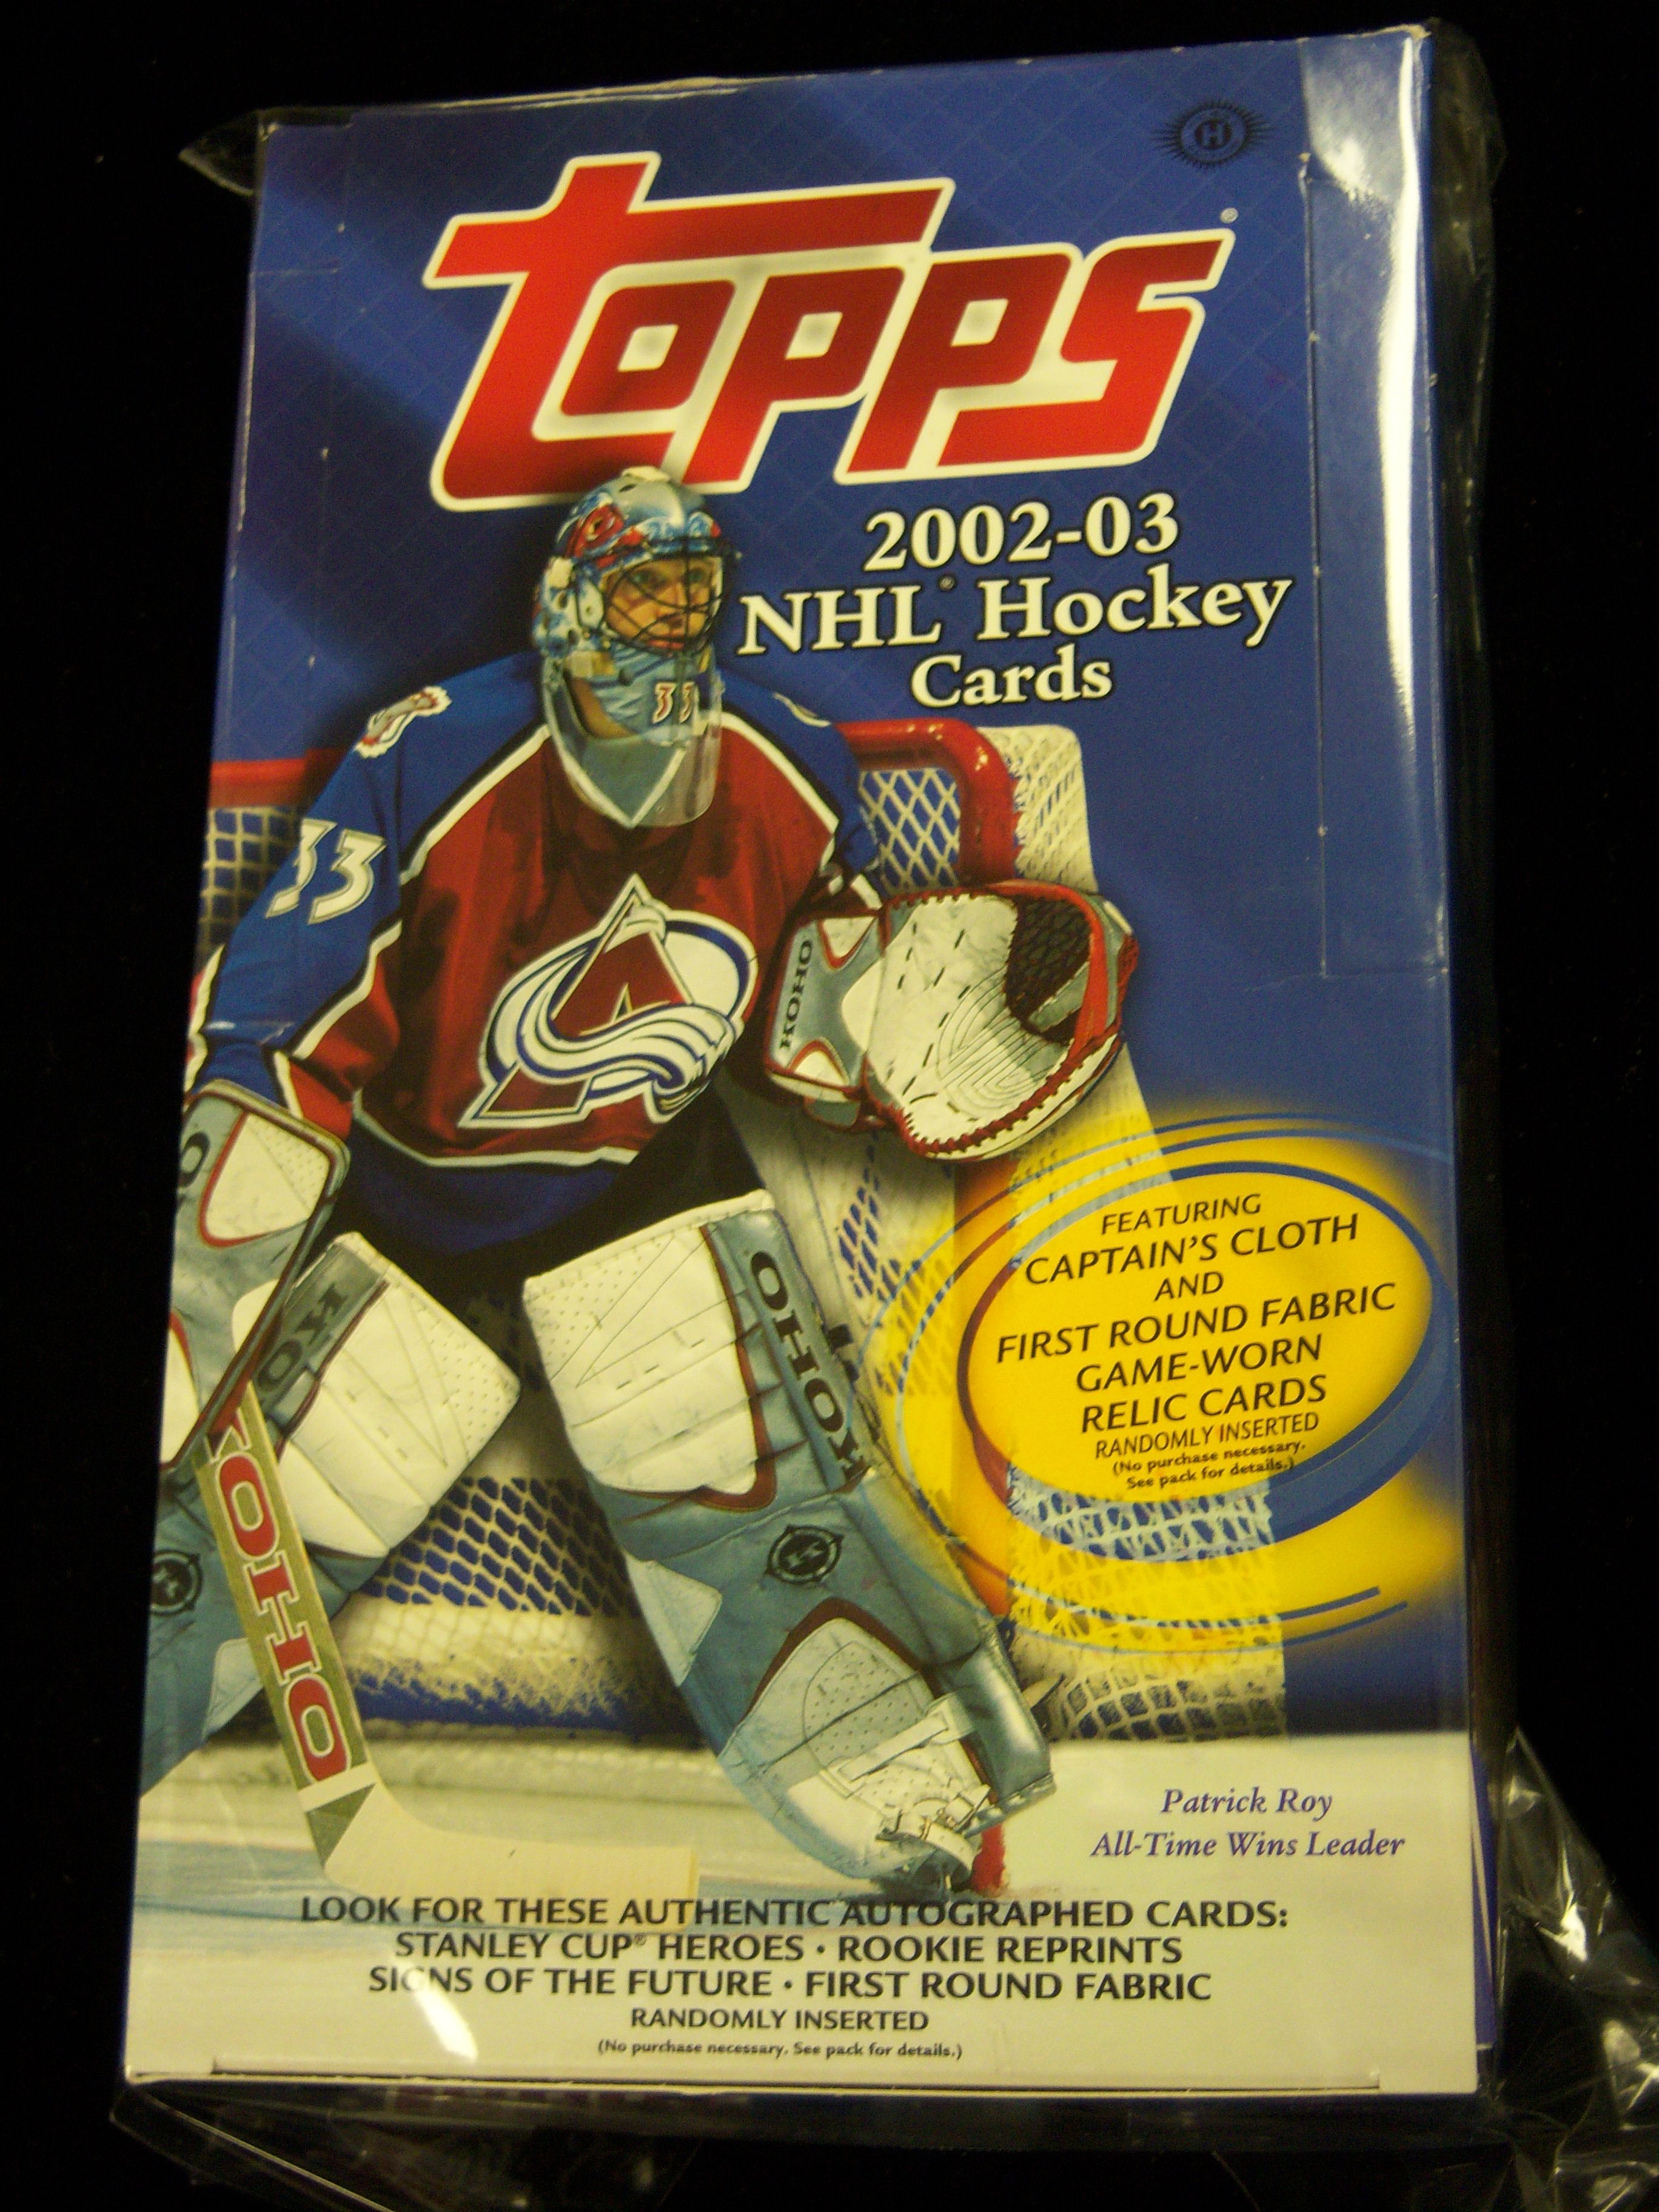 H
TOPPS®
2002-03
NHL® Hockey
Cards
33
33
KOHO
KOHO
KOHO
KOHO
FEATURING
CAPTAIN'S CLOTH
AND
FIRST ROUND FABRIC
GAME-WORN
RELIC CARDS
RANDOMLY INSERTED
(No purchase necessary.
See pack for details.)
Patrick Roy
All-Time Wins Leader
LOOK FOR THESE AUTHENTIC AUTOGRAPHED CARDS:
STANLEY CUP® HEROES • ROOKIE REPRINTS
SIGNS OF THE FUTURE • FIRST ROUND FABRIC
RANDOMLY INSERTED
(No purchase necessary. See pack for details.)